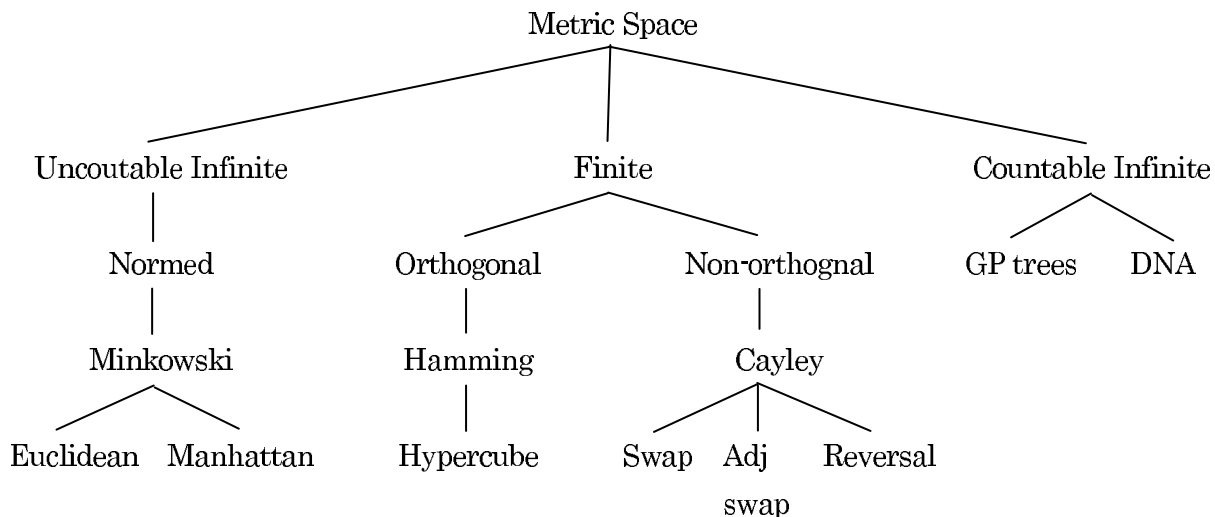 Metric Space
Uncoutable Infinite
Finite
Countable Infinite
Normed
Orthogonal
Non-orthognal
GP trees
DNA
Minkowski
Hamming
Cayley
Euclidean
Manhattan
Hypercube
Swap
Adj
swap
Reversal